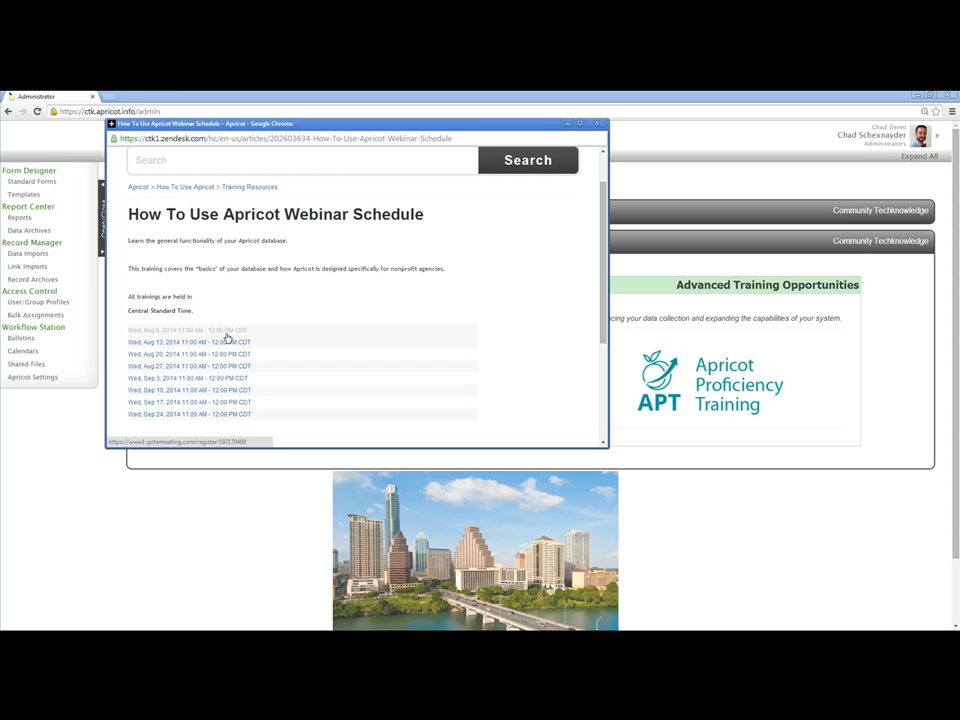 Administrator
https://ctk.apricot.info/admin
Chad Demo
Chad Schexnayder
Administrators
Expand All
Form Designer
Standard Forms
Templates
Report Center
Reports
Data Archives
Record Manager
Data Imports
Link Imports
Record Archives
Access Control
User/Group Profiles
Bulk Assignments
Workflow Station
Bulletins
Calendars
Shared Files
Apricot Settings
Open/Close
How To Use Apricot Webinar Schedule – Apricot - Google Chrome
https://ctk1.zendesk.com/hc/en-us/articles/202603634-How-To-Use-Apricot-Webinar-Schedule
Search
Search
Apricot > How To Use Apricot > Training Resources
How To Use Apricot Webinar Schedule
Learn the general functionality of your Apricot database.
This training covers the "basics" of your database and how Apricot is designed specifically for nonprofit agencies.
All trainings are held in
Central Standard Time.
Wed, Aug 6, 2014 11:00 AM - 12:00 PM CDT
Wed, Aug 13, 2014 11:00 AM - 12:00 PM CDT
Wed, Aug 20, 2014 11:00 AM - 12:00 PM CDT
Wed, Aug 27, 2014 11:00 AM - 12:00 PM CDT
Wed, Sep 3, 2014 11:00 AM - 12:00 PM CDT
Wed, Sep 10, 2014 11:00 AM - 12:00 PM CDT
Wed, Sep 17, 2014 11:00 AM - 12:00 PM CDT
Wed, Sep 24, 2014 11:00 AM - 12:00 PM CDT
https://www1.gotomeeting.com/register/197179489
Community Techknowledge
Community Techknowledge
Advanced Training Opportunities
your data collection and expanding the capabilities of your system.
APT
Apricot
Proficiency
Training